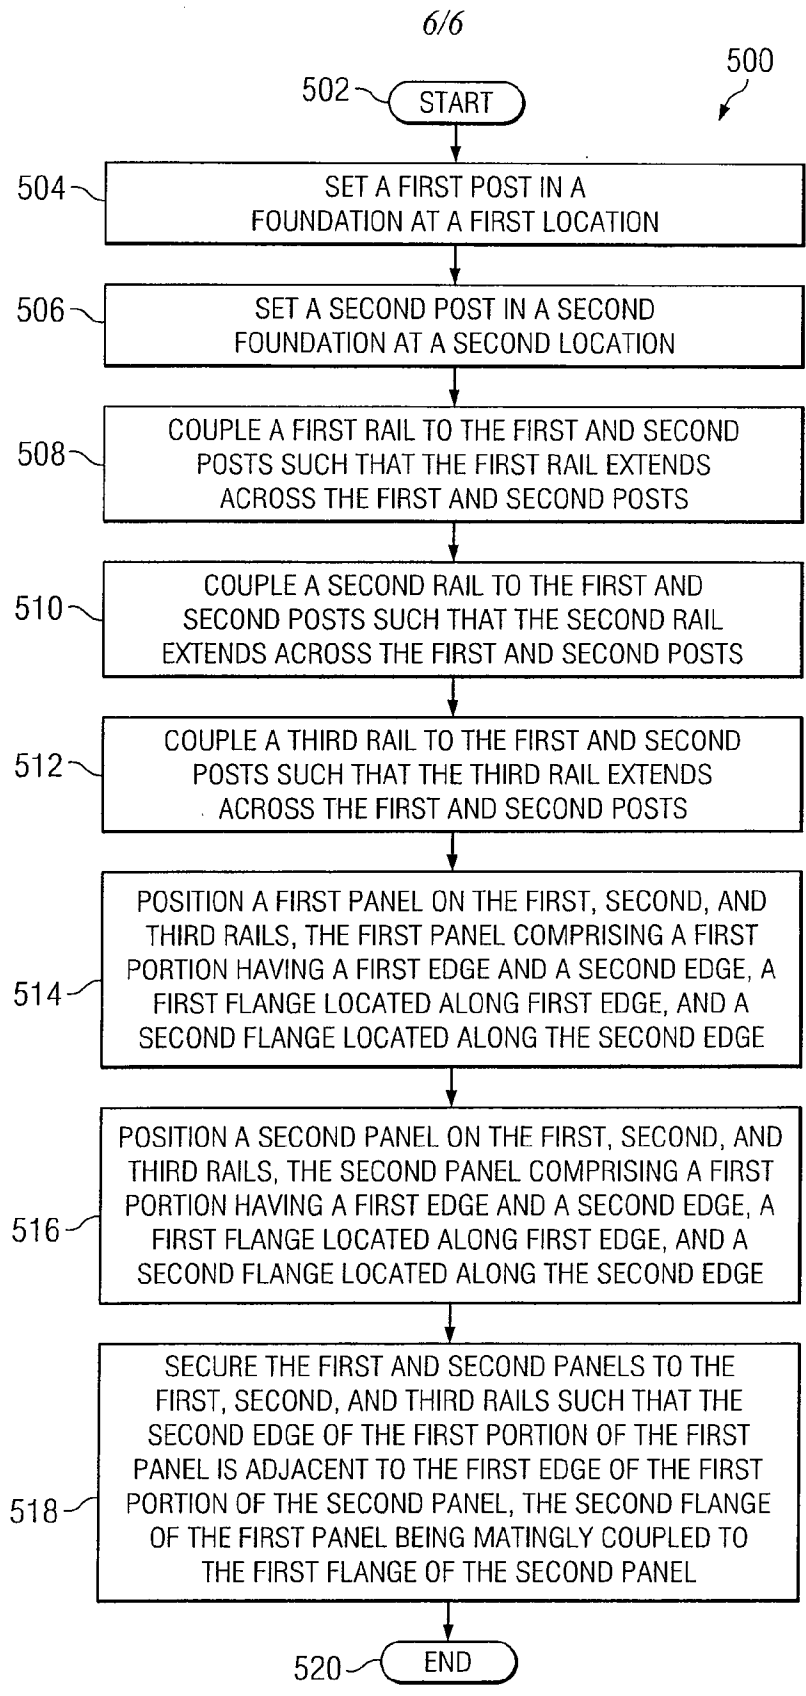 6/6
500
502
START
504
SET A FIRST POST IN A
FOUNDATION AT A FIRST LOCATION
506
SET A SECOND POST IN A SECOND
FOUNDATION AT A SECOND LOCATION
508
COUPLE A FIRST RAIL TO THE FIRST AND SECOND
POSTS SUCH THAT THE FIRST RAIL EXTENDS
ACROSS THE FIRST AND SECOND POSTS
510
COUPLE A SECOND RAIL TO THE FIRST AND
SECOND POSTS SUCH THAT THE SECOND RAIL
EXTENDS ACROSS THE FIRST AND SECOND POSTS
512
COUPLE A THIRD RAIL TO THE FIRST AND SECOND
POSTS SUCH THAT THE THIRD RAIL EXTENDS
ACROSS THE FIRST AND SECOND POSTS
514
POSITION A FIRST PANEL ON THE FIRST, SECOND, AND
THIRD RAILS, THE FIRST PANEL COMPRISING A FIRST
PORTION HAVING A FIRST EDGE AND A SECOND EDGE, A
FIRST FLANGE LOCATED ALONG FIRST EDGE, AND A
SECOND FLANGE LOCATED ALONG THE SECOND EDGE
516
POSITION A SECOND PANEL ON THE FIRST, SECOND, AND
THIRD RAILS, THE SECOND PANEL COMPRISING A FIRST
PORTION HAVING A FIRST EDGE AND A SECOND EDGE, A
FIRST FLANGE LOCATED ALONG FIRST EDGE, AND A
SECOND FLANGE LOCATED ALONG THE SECOND EDGE
518
SECURE THE FIRST AND SECOND PANELS TO THE
FIRST, SECOND, AND THIRD RAILS SUCH THAT THE
SECOND EDGE OF THE FIRST PORTION OF THE FIRST
PANEL IS ADJACENT TO THE FIRST EDGE OF THE FIRST
PORTION OF THE SECOND PANEL, THE SECOND FLANGE
OF THE FIRST PANEL BEING MATINGLY COUPLED TO
THE FIRST FLANGE OF THE SECOND PANEL
520
END